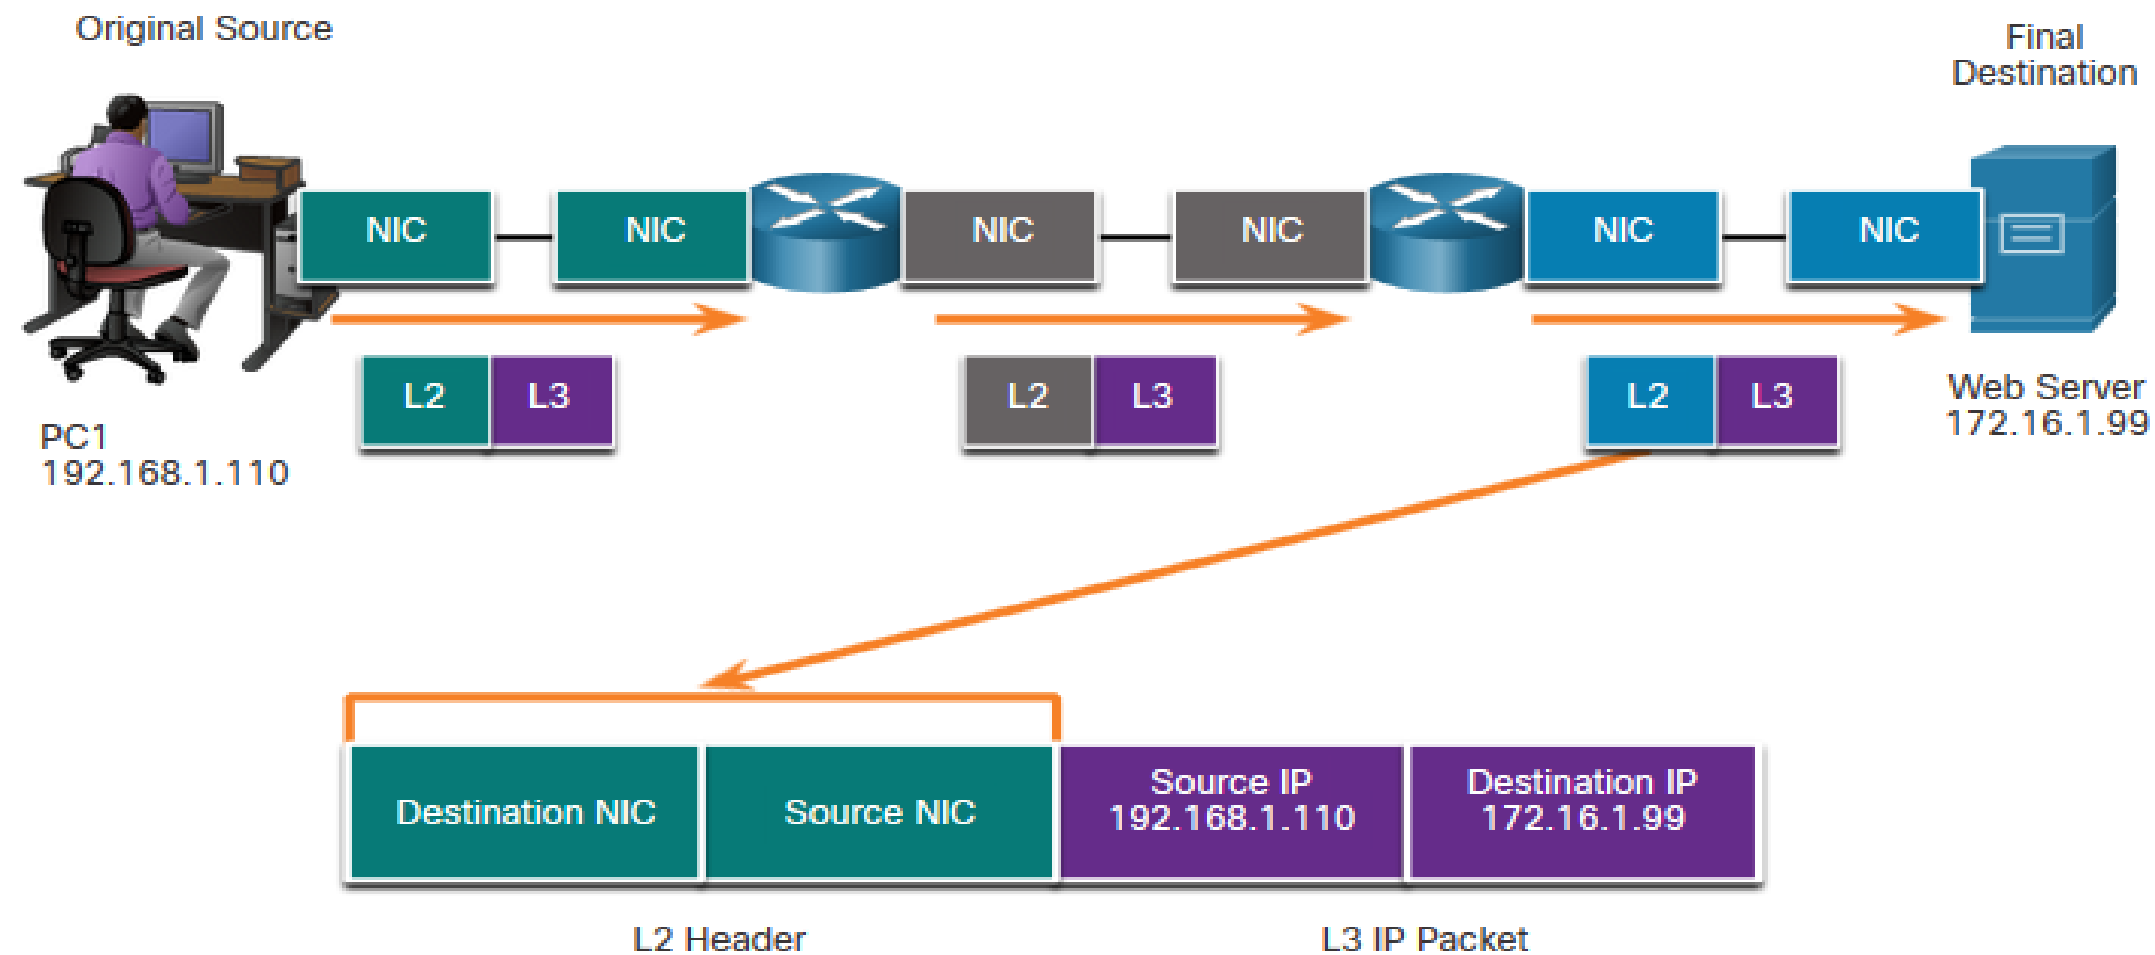 Original Source
Final
Destination
NIC
NIC
NIC
NIC
NIC
NIC
L2
L3
L2
L3
L2
L3
PC1
192.168.1.110
Web Server
172.16.1.99
Destination NIC
Source NIC
Source IP
192.168.1.110
Destination IP
172.16.1.99
L2 Header
L3 IP Packet